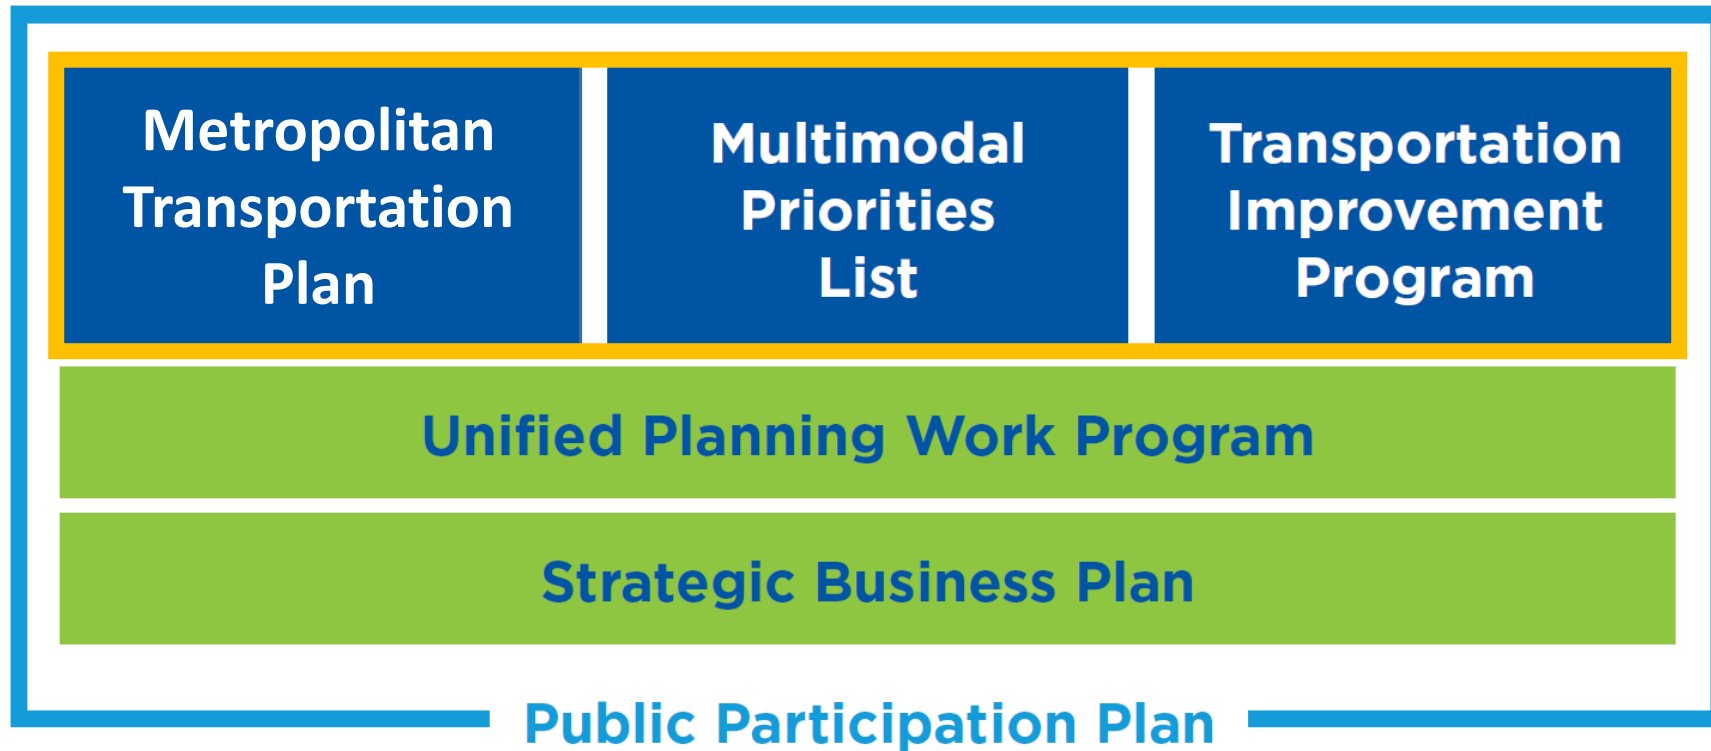 Metropolitan
Transportation
Plan
Multimodal
Priorities
List
Transportation
Improvement
Program
Unified Planning Work Program
Strategic Business Plan
Public Participation Plan